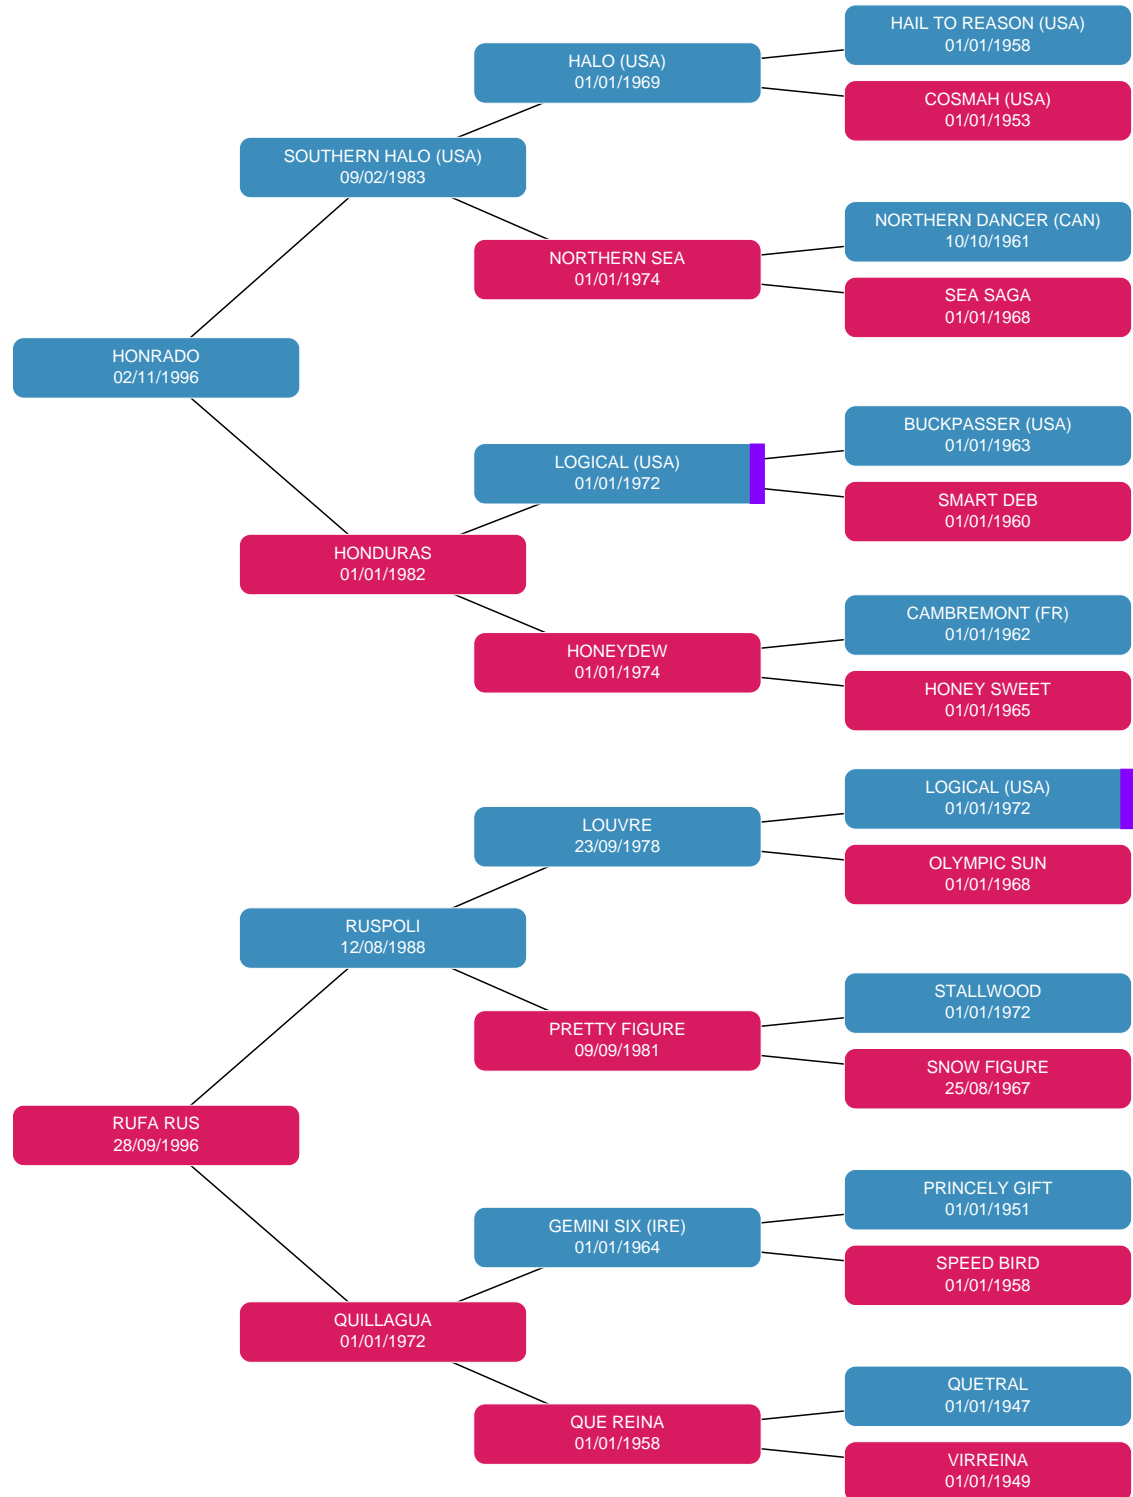 HAIL TO REASON (USA)
01/01/1958
HALO (USA)
01/01/1969
COSMAH (USA)
01/01/1953
SOUTHERN HALO (USA)
09/02/1983
NORTHERN DANCER (CAN)
10/10/1961
NORTHERN SEA
01/01/1974
SEA SAGA
01/01/1968
HONRADO
02/11/1996
BUCKPASSER (USA)
01/01/1963
LOGICAL (USA)
01/01/1972
SMART DEB
01/01/1960
HONDURAS
01/01/1982
CAMBREMONT (FR)
01/01/1962
HONEYDEW
01/01/1974
HONEY SWEET
01/01/1965
LOGICAL (USA)
01/01/1972
LOUVRE
23/09/1978
OLYMPIC SUN
01/01/1968
RUSPOLI
12/08/1988
STALLWOOD
01/01/1972
PRETTY FIGURE
09/09/1981
SNOW FIGURE
25/08/1967
RUFA RUS
28/09/1996
PRINCELY GIFT
01/01/1951
GEMINI SIX (IRE)
01/01/1964
SPEED BIRD
01/01/1958
QUILLAGUA
01/01/1972
QUETRAL
01/01/1947
QUE REINA
01/01/1958
VIRREINA
01/01/1949